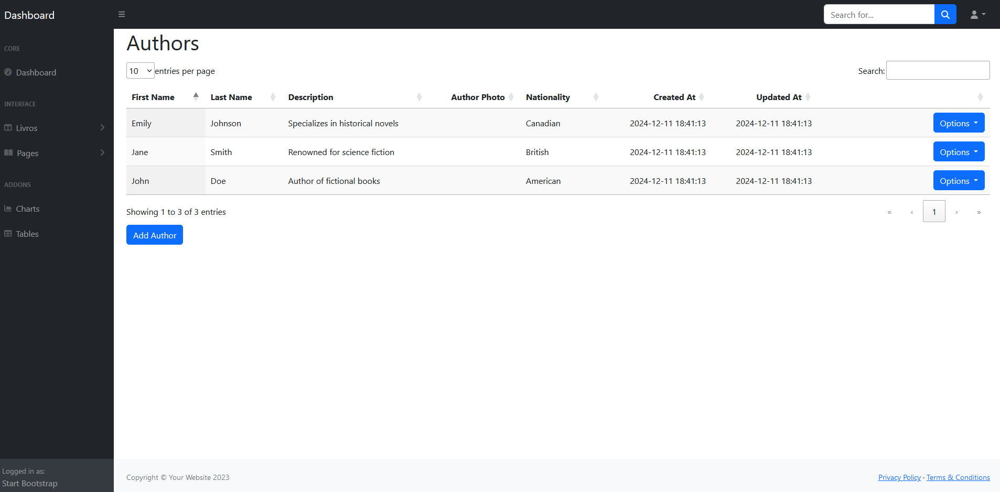 Dashboard
Search for...
CORE
Dashboard
INTERFACE
Livros
Pages
ADDONS
Charts
Tables
Logged in as:
Start Bootstrap
Authors
10 entries per page
Search:
First Name Last Name Description Author Photo Nationality Created At Updated At
Emily Johnson Specializes in historical novels Canadian 2024-12-11 18:41:13 2024-12-11 18:41:13 Options
Jane Smith Renowned for science fiction British 2024-12-11 18:41:13 2024-12-11 18:41:13 Options
John Doe Author of fictional books American 2024-12-11 18:41:13 2024-12-11 18:41:13 Options
Showing 1 to 3 of 3 entries
« ‹ 1 › »
Add Author
Copyright © Your Website 2023
Privacy Policy · Terms & Conditions